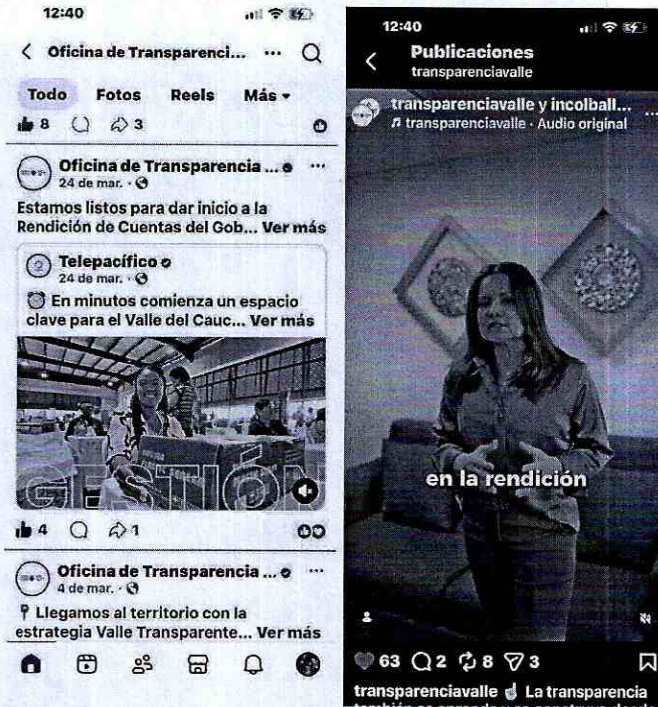 12:40
Oficina de Transparenci... ...
Todo Fotos Reels Más
8 3
Oficina de Transparencia ... ...
24 de mar. ·
Estamos listos para dar inicio a la
Rendición de Cuentas del Gob... Ver más
Telepacífico
24 de mar. ·
En minutos comienza un espacio
clave para el Valle del Cauc... Ver más
GESTIÓN
4 1
Oficina de Transparencia ... ...
4 de mar. ·
Llegamos al territorio con la
estrategia Valle Transparente... Ver más
12:40
Publicaciones
transparenciavalle
transparenciavalle y incolball...
transparenciavalle · Audio original ...
en la rendición
63 2 8 3
transparenciavalle La transparencia